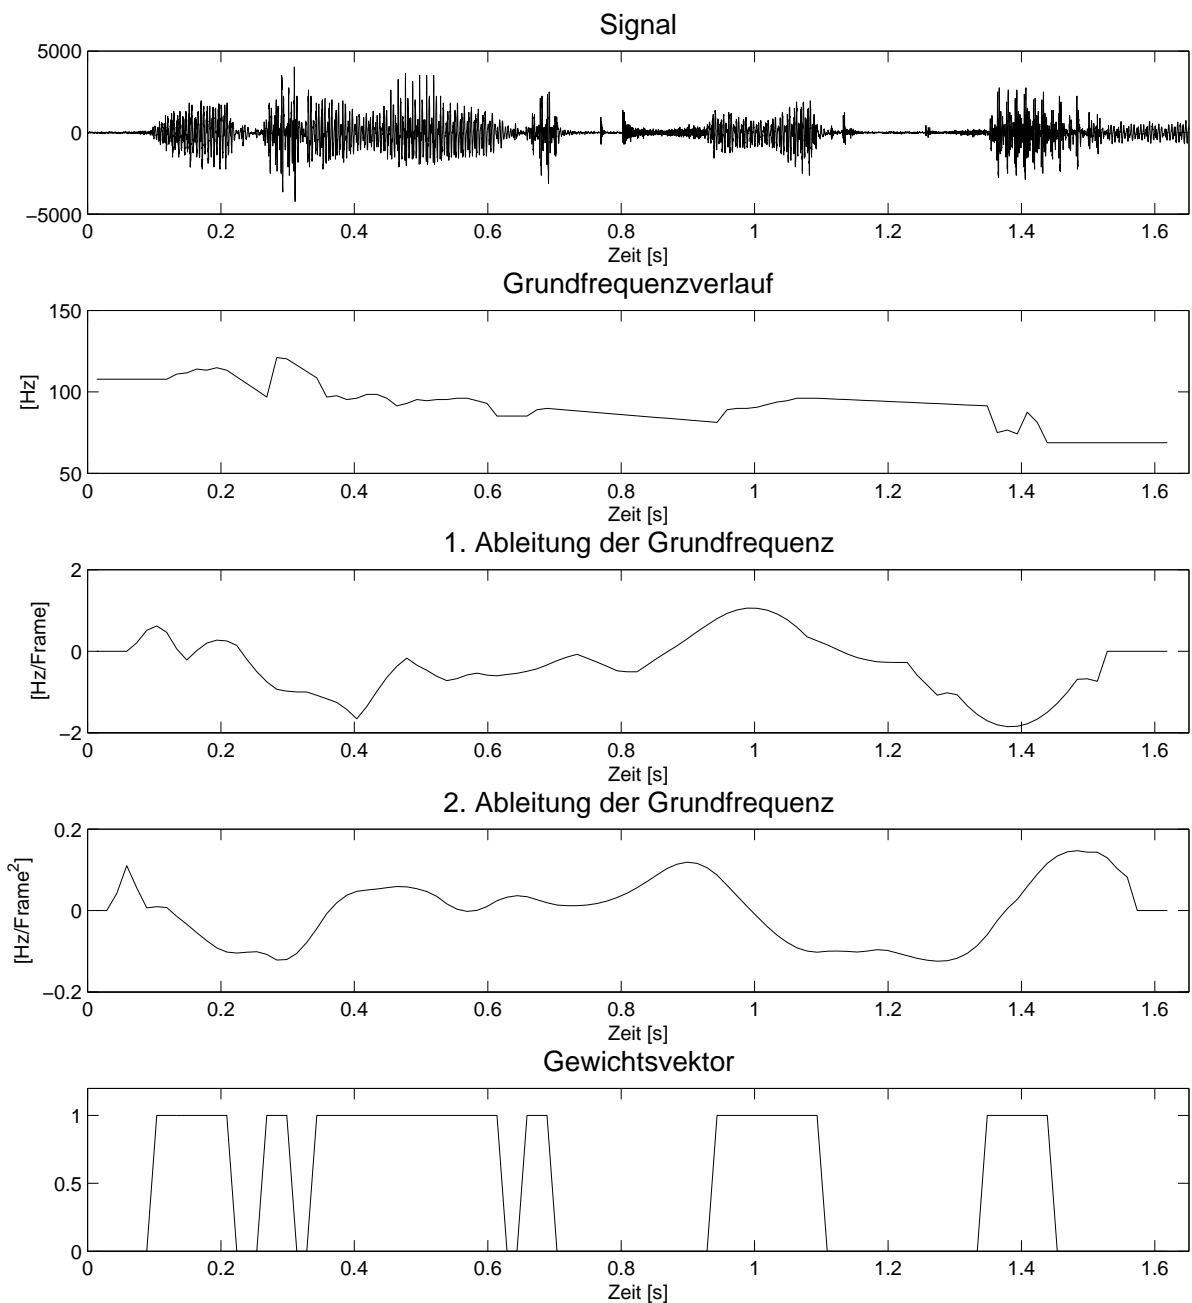 Signal
5000
0
−5000
0 0.2 0.4 0.6 0.8 1 1.2 1.4 1.6
Zeit [s]
Grundfrequenzverlauf
150
100
50
[Hz]
0 0.2 0.4 0.6 0.8 1 1.2 1.4 1.6
Zeit [s]
1. Ableitung der Grundfrequenz
2
0
−2
[Hz/Frame]
0 0.2 0.4 0.6 0.8 1 1.2 1.4 1.6
Zeit [s]
2. Ableitung der Grundfrequenz
0.2
0
−0.2
[Hz/Frame²]
0 0.2 0.4 0.6 0.8 1 1.2 1.4 1.6
Zeit [s]
Gewichtsvektor
1
0.5
0
0 0.2 0.4 0.6 0.8 1 1.2 1.4 1.6
Zeit [s]